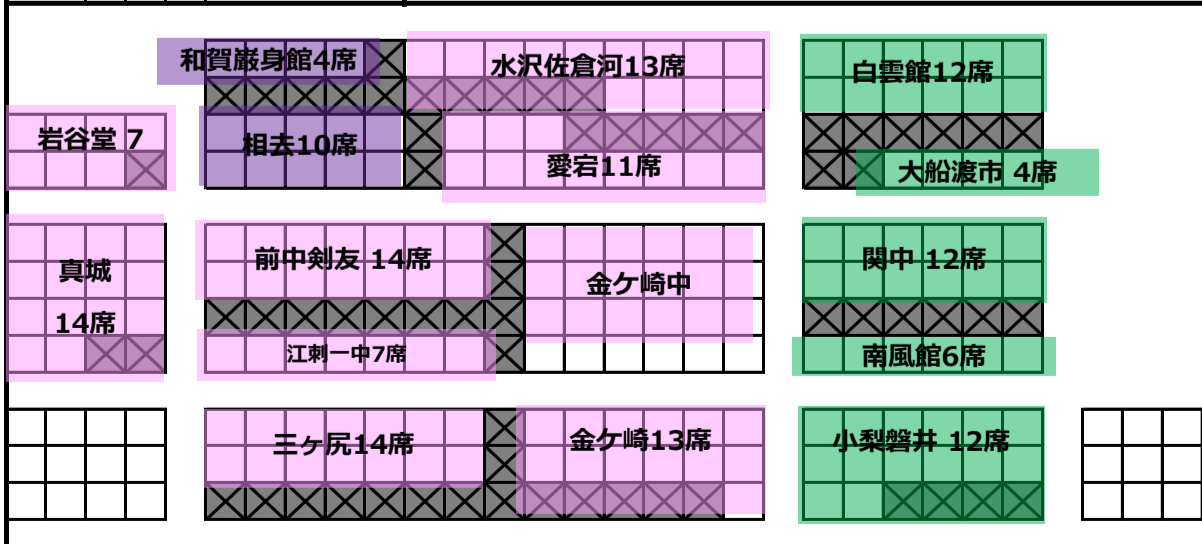 和賀巌身館4席
水沢佐倉河13席
白雲館12席
岩谷堂 7
相去10席
愛宕11席
大船渡市 4席
真城
14席
前中剣友 14席
金ケ崎中
関中 12席
江刺一中7席
南風館6席
三ヶ尻14席
金ケ崎13席
小梨磐井 12席